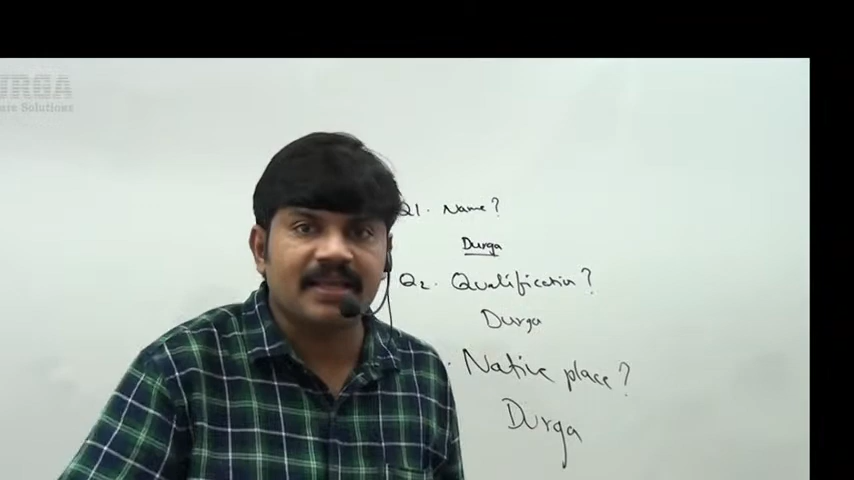 URGA
are Solutions
Q1. Name?
Durga
Q2. Qualification?
Durga
. Native place?
Durga